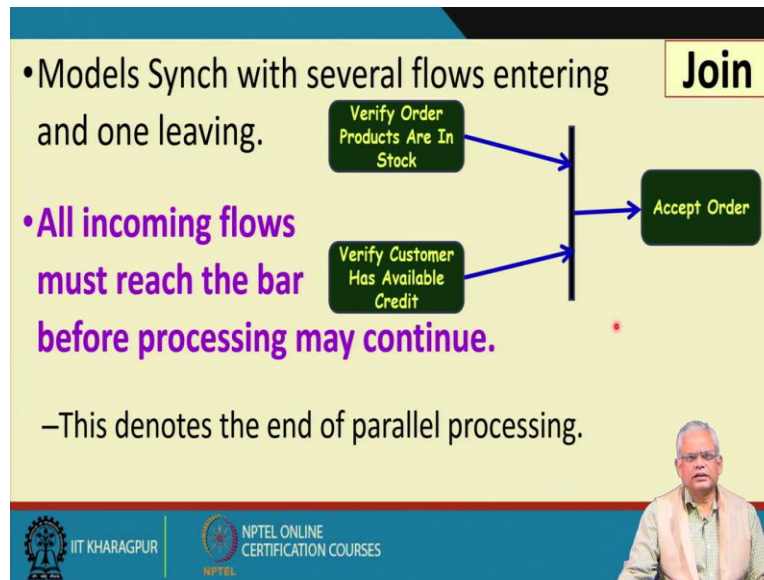 •Models Synch with several flows entering
and one leaving.
Join
Verify Order
Products Are In
Stock
Accept Order
•All incoming flows
must reach the bar
before processing may continue.
Verify Customer
Has Available
Credit
–This denotes the end of parallel processing.
IIT KHARAGPUR
NPTEL
NPTEL ONLINE
CERTIFICATION COURSES